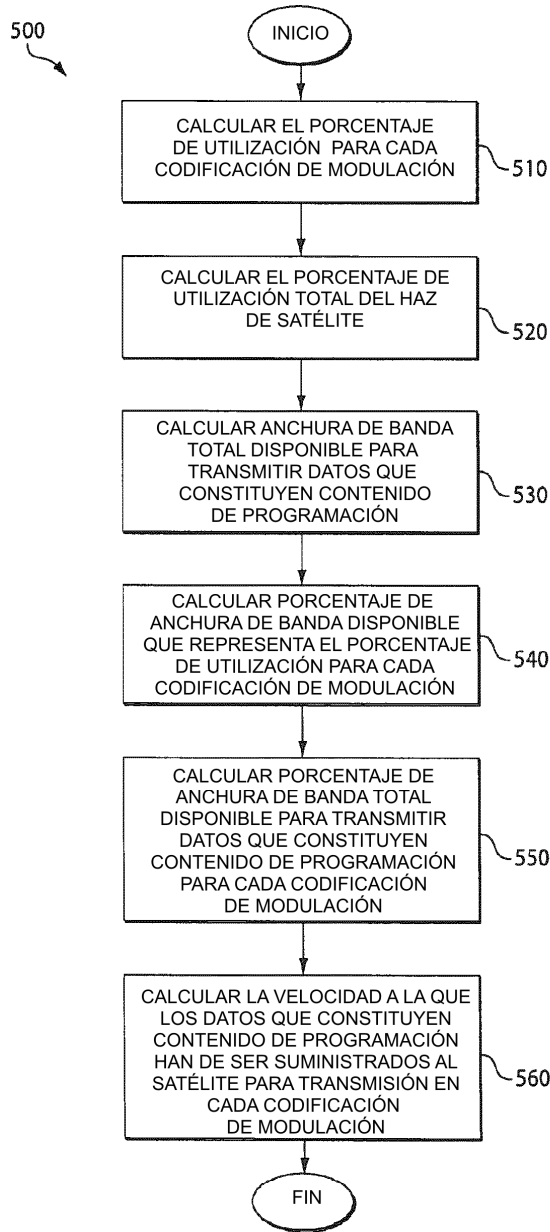 500
INICIO
CALCULAR EL PORCENTAJE
DE UTILIZACIÓN PARA CADA
CODIFICACIÓN DE MODULACIÓN
510
CALCULAR EL PORCENTAJE DE
UTILIZACIÓN TOTAL DEL HAZ
DE SATÉLITE
520
CALCULAR ANCHURA DE BANDA
TOTAL DISPONIBLE PARA
TRANSMITIR DATOS QUE
CONSTITUYEN CONTENIDO
DE PROGRAMACIÓN
530
CALCULAR PORCENTAJE DE
ANCHURA DE BANDA DISPONIBLE
QUE REPRESENTA EL PORCENTAJE
DE UTILIZACIÓN PARA CADA
CODIFICACIÓN DE MODULACIÓN
540
CALCULAR PORCENTAJE DE
ANCHURA DE BANDA TOTAL
DISPONIBLE PARA TRANSMITIR
DATOS QUE CONSTITUYEN
CONTENIDO DE PROGRAMACIÓN
PARA CADA CODIFICACIÓN
DE MODULACIÓN
550
CALCULAR LA VELOCIDAD A LA QUE
LOS DATOS QUE CONSTITUYEN
CONTENIDO DE PROGRAMACIÓN
HAN DE SER SUMINISTRADOS AL
SATÉLITE PARA TRANSMISIÓN EN
CADA CODIFICACIÓN
DE MODULACIÓN
560
FIN